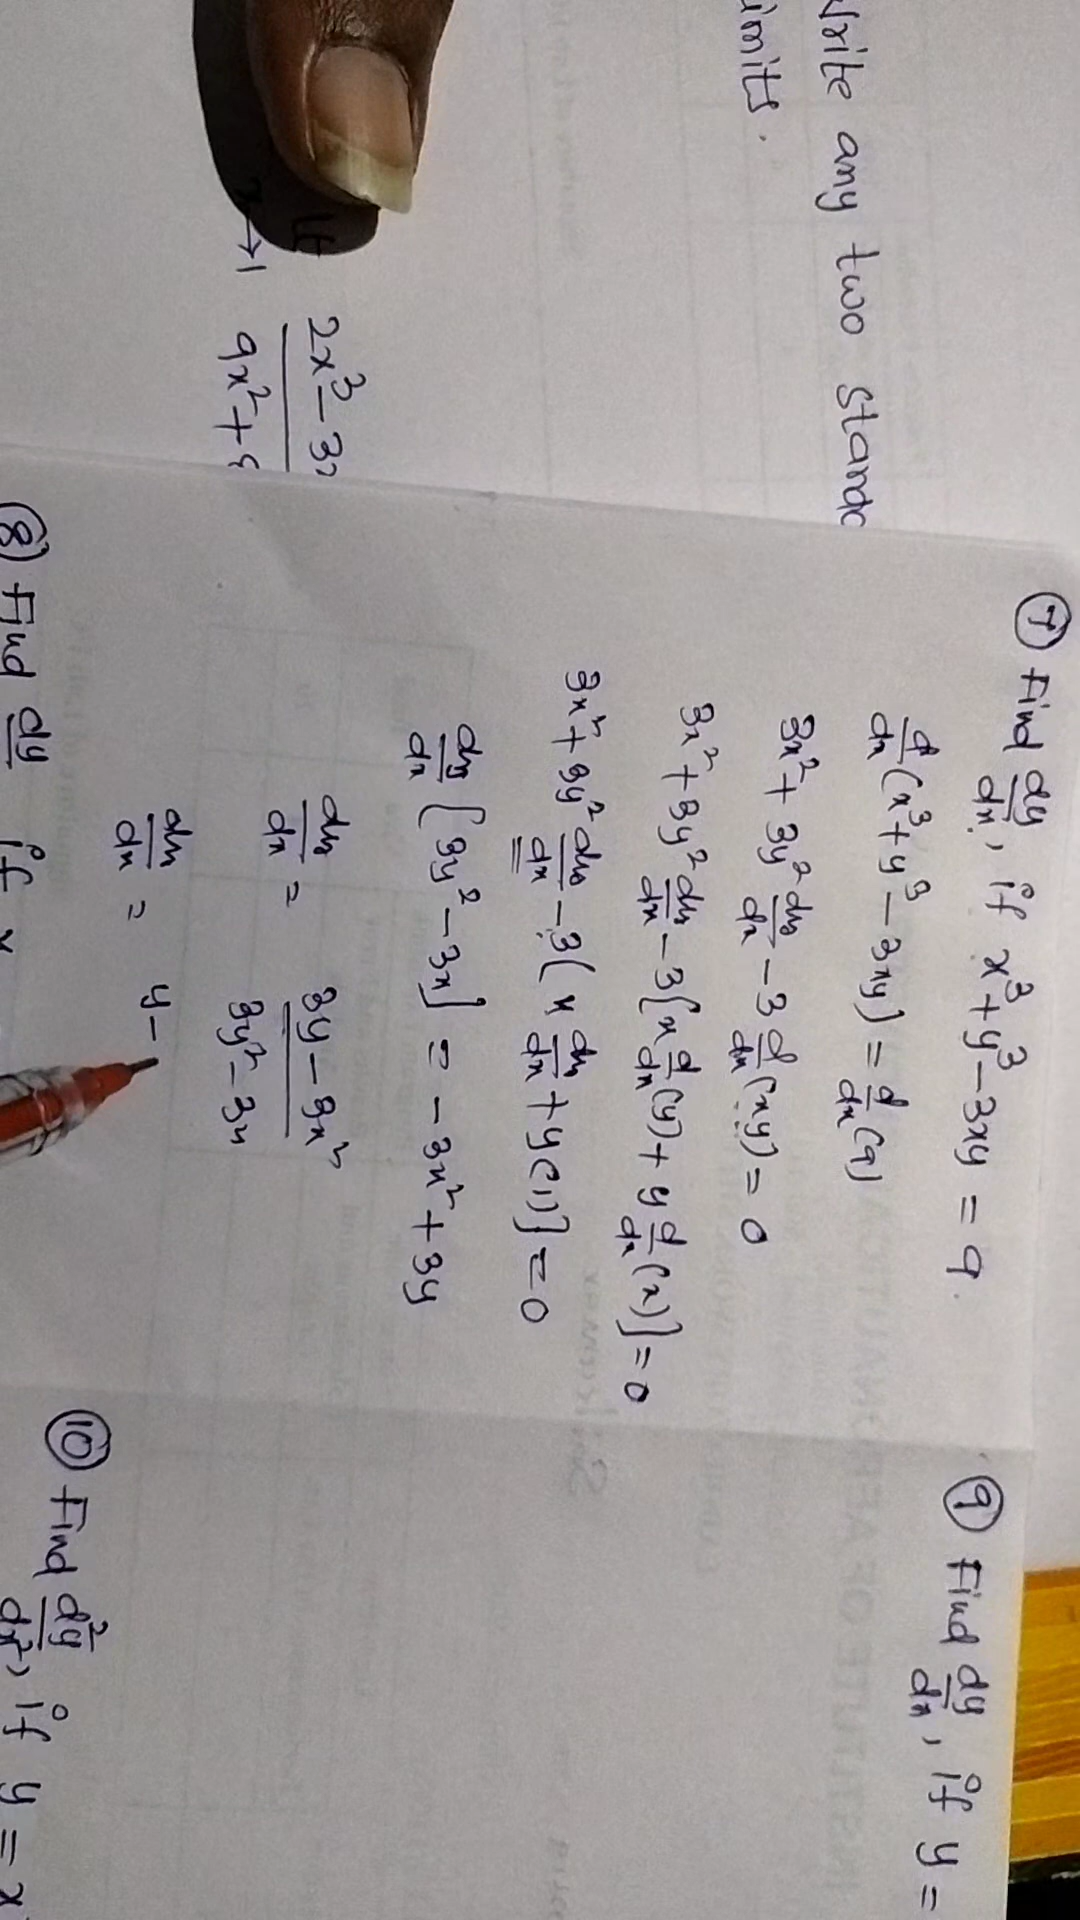 Write any two
limits.
x→1
2x³ - 3
9x² +
⑦ Find dy/dx, if x³+y³-3xy = 9.
d/dx (x³+y³-3xy) = d/dx (9)
3x² + 3y² dy/dx - 3 d/dx (xy) = 0
3x² + 3y² dy/dx - 3[x d/dx (y) + y d/dx (x)] = 0
3x² + 3y² dy/dx - 3(x dy/dx + y(1)] = 0
dy/dx [3y² - 3x] = - 3x² + 3y
dy/dx = 3y - 3x² / 3y² - 3x
dy/dx = y -
⑧ Find dy if x
⑨ Find dy/dx, if y =
⑩ Find d²y/dx², if y = x